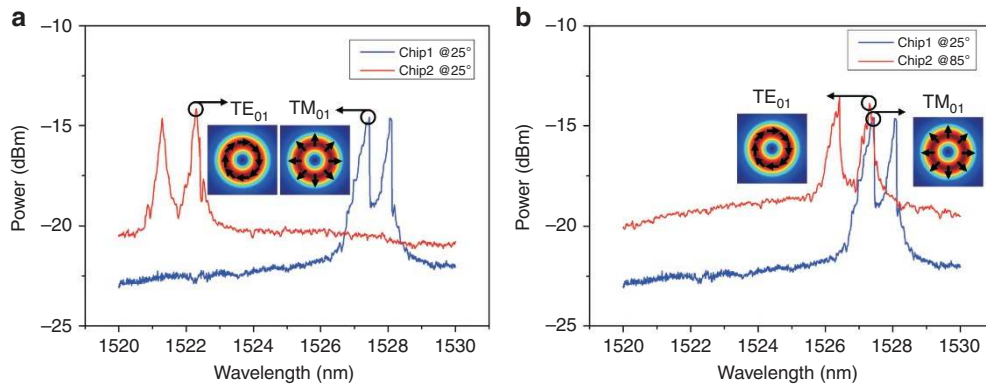 a
−10
−15
−20
−25
Power (dBm)
Chip1 @25°
Chip2 @25°
TE01
TM01
1520 1522 1524 1526 1528 1530
Wavelength (nm)
b
−10
−15
−20
−25
Power (dBm)
Chip1 @25°
Chip2 @85°
TE01
TM01
1520 1522 1524 1526 1528 1530
Wavelength (nm)